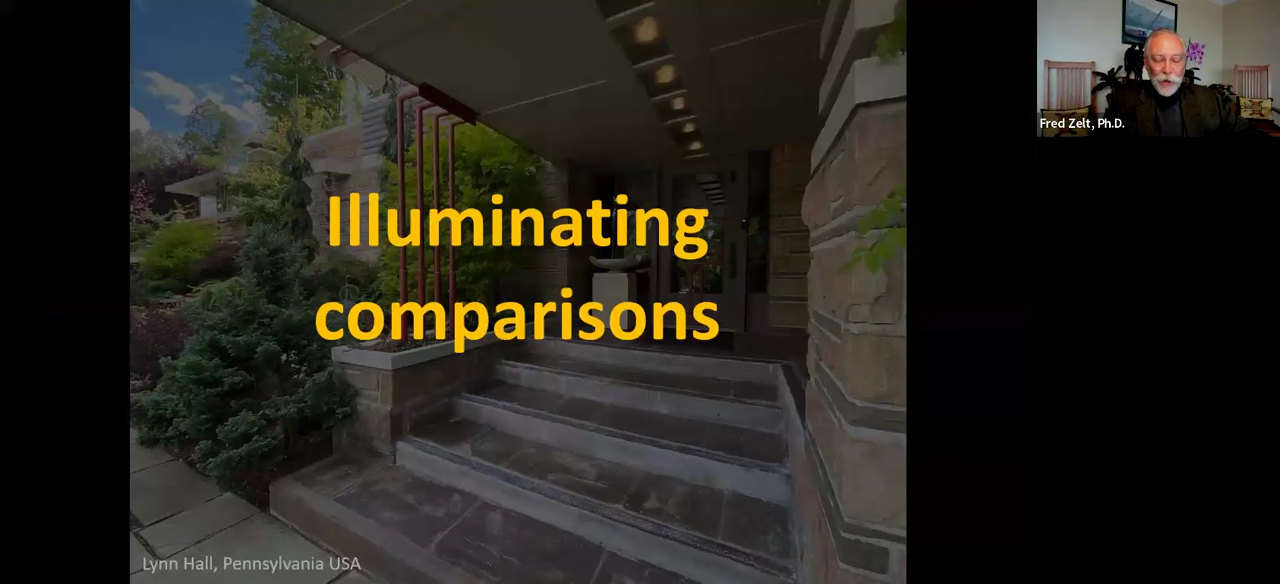 Illuminating
comparisons
Lynn Hall, Pennsylvania USA
Fred Zelt, Ph.D.